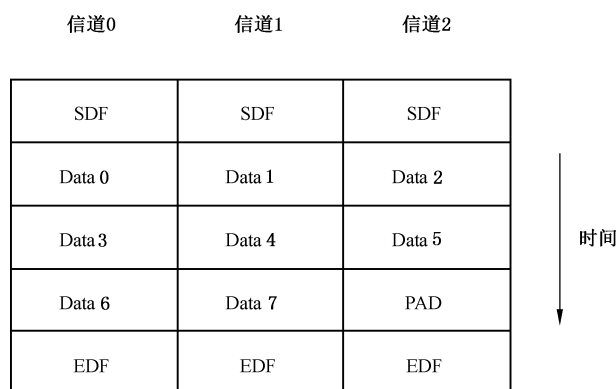 信道0 信道1 信道2
SDF SDF SDF
Data 0 Data 1 Data 2
Data 3 Data 4 Data 5
时间
Data 6 Data 7 PAD
EDF EDF EDF